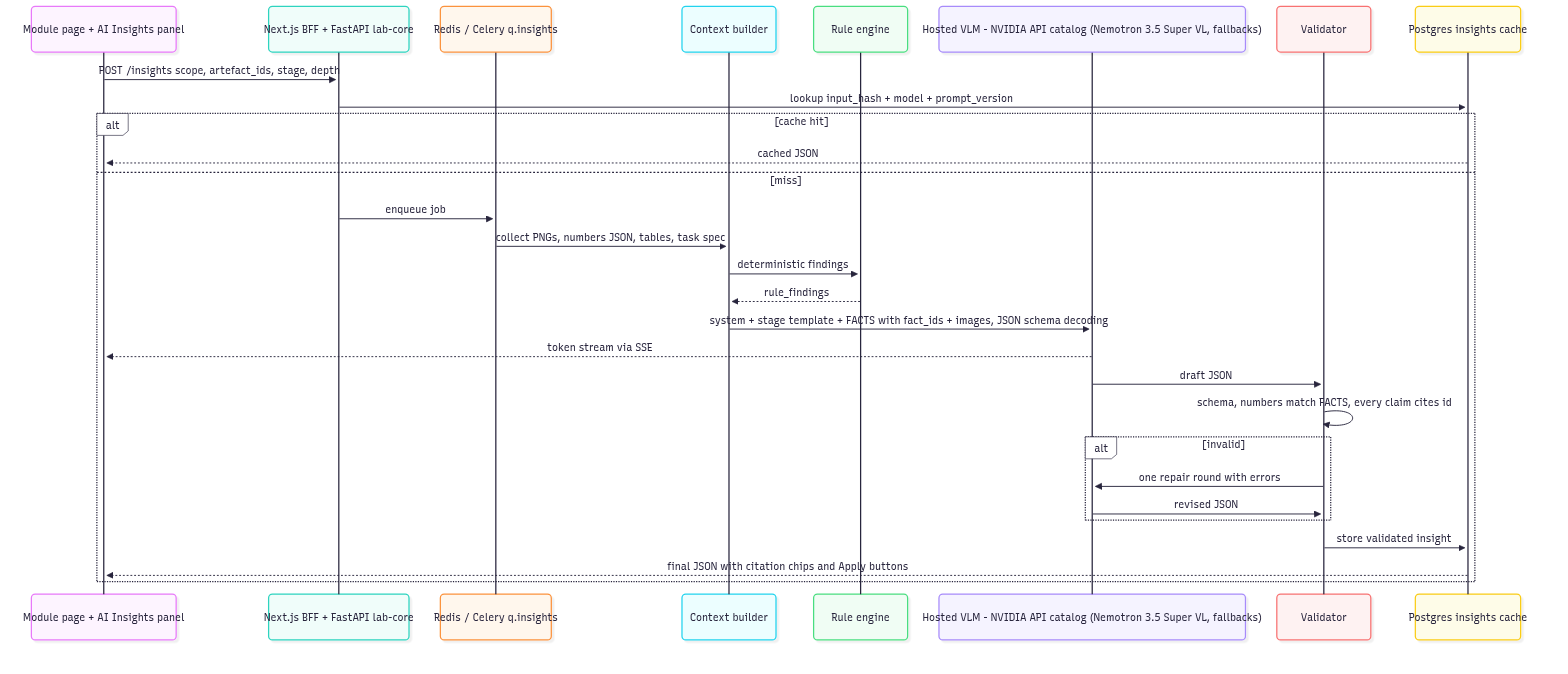 Module page + AI Insights panel
Next.js BFF + FastAPI lab-core
Redis / Celery q.insights
Context builder
Rule engine
Hosted VLM - NVIDIA API catalog (Nemotron 3.5 Super VL, fallbacks)
Validator
Postgres insights cache
POST /insights scope, artefact_ids, stage, depth
lookup input_hash + model + prompt_version
alt
[cache hit]
cached JSON
[miss]
enqueue job
collect PNGs, numbers JSON, tables, task spec
deterministic findings
rule_findings
system + stage template + FACTS with fact_ids + images, JSON schema decoding
token stream via SSE
draft JSON
schema, numbers match FACTS, every claim cites id
alt
[invalid]
one repair round with errors
revised JSON
store validated insight
final JSON with citation chips and Apply buttons
Module page + AI Insights panel
Next.js BFF + FastAPI lab-core
Redis / Celery q.insights
Context builder
Rule engine
Hosted VLM - NVIDIA API catalog (Nemotron 3.5 Super VL, fallbacks)
Validator
Postgres insights cache